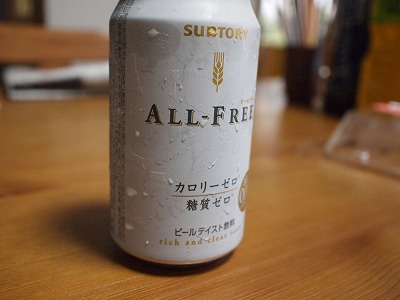 SUNTORY
ALL-FREE
カロリーゼロ
糖質ゼロ
ビールテイスト飲料
rich and clear